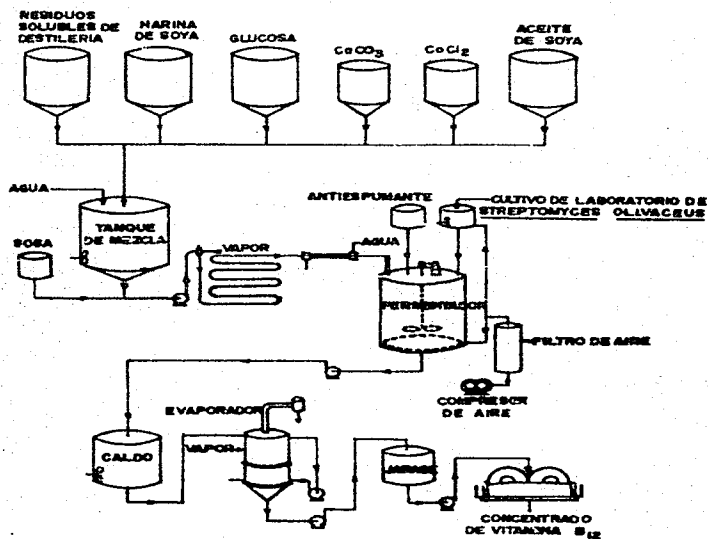 RESIDUOS
SOLUBLES DE
DESTILERIA
HARINA
DE SOYA
GLUCOSA
CaCO3
CoCl2
ACEITE
DE SOYA
AGUA
TANQUE
DE MEZCLA
SOSA
VAPOR
AGUA
ANTIESPUMANTE
CULTIVO DE LABORATORIO DE
STREPTOMYCES OLIVACEUS
FERMENTADOR
FILTRO DE AIRE
COMPRESOR
DE AIRE
EVAPORADOR
VAPOR
CALDO
JARABE
CONCENTRADO
DE VITAMINA B12